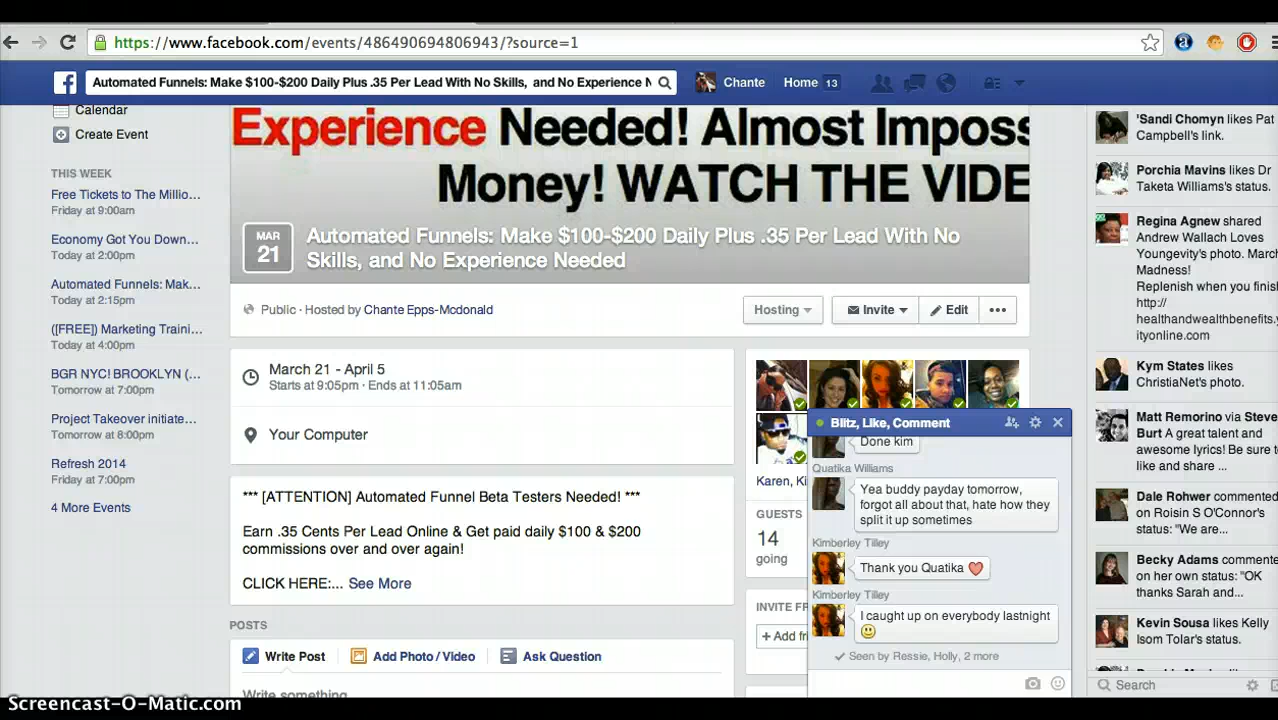 https://www.facebook.com/events/486490694806943/?source=1
Automated Funnels: Make $100-$200 Daily Plus .35 Per Lead With No Skills, and No Experience N
Chante
Home 13
Calendar
Create Event
THIS WEEK
Free Tickets to The Millio...
Friday at 9:00am
Economy Got You Down...
Today at 2:00pm
Automated Funnels: Mak...
Today at 2:15pm
([FREE]) Marketing Traini...
Today at 4:00pm
BGR NYC! BROOKLYN (...
Tomorrow at 7:00pm
Project Takeover initiate...
Tomorrow at 8:00pm
Refresh 2014
Friday at 7:00pm
4 More Events
Experience Needed! Almost Imposs
Money! WATCH THE VIDE
MAR
21
Automated Funnels: Make $100-$200 Daily Plus .35 Per Lead With No
Skills, and No Experience Needed
Public · Hosted by Chante Epps-Mcdonald
Hosting
Invite
Edit
March 21 - April 5
Starts at 9:05pm · Ends at 11:05am
Your Computer
*** [ATTENTION] Automated Funnel Beta Testers Needed! ***
Earn .35 Cents Per Lead Online & Get paid daily $100 & $200
commissions over and over again!
CLICK HERE:... See More
POSTS
Write Post
Add Photo / Video
Ask Question
Write something
Karen, Ki
GUESTS
14
going
INVITE FR
+ Add fri
Blitz, Like, Comment
Done kim
Quatika Williams
Yea buddy payday tomorrow,
forgot all about that, hate how they
split it up sometimes
Kimberley Tilley
Thank you Quatika
Kimberley Tilley
I caught up on everybody lastnight
Seen by Ressie, Holly, 2 more
'Sandi Chomyn likes Pat
Campbell's link.
Porchia Mavins likes Dr
Taketa Williams's status.
Regina Agnew shared
Andrew Wallach Loves
Youngevity's photo. March
Madness!
Replenish when you finish
http://
healthandwealthbenefits.y
ityonline.com
Kym States likes
ChristiaNet's photo.
Matt Remorino via Steve
Burt A great talent and
awesome lyrics! Be sure to
like and share ...
Dale Rohwer commented
on Roisin S O'Connor's
status: "We are...
Becky Adams commented
on her own status: "OK
thanks Sarah and...
Kevin Sousa likes Kelly
Isom Tolar's status.
Search
Screencast-O-Matic.com